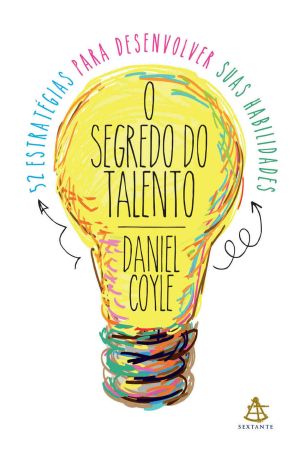 52 ESTRATÉGIAS PARA DESENVOLVER SUAS HABILIDADES
O
SEGREDO DO
TALENTO
DANIEL
COYLE
SEXTANTE